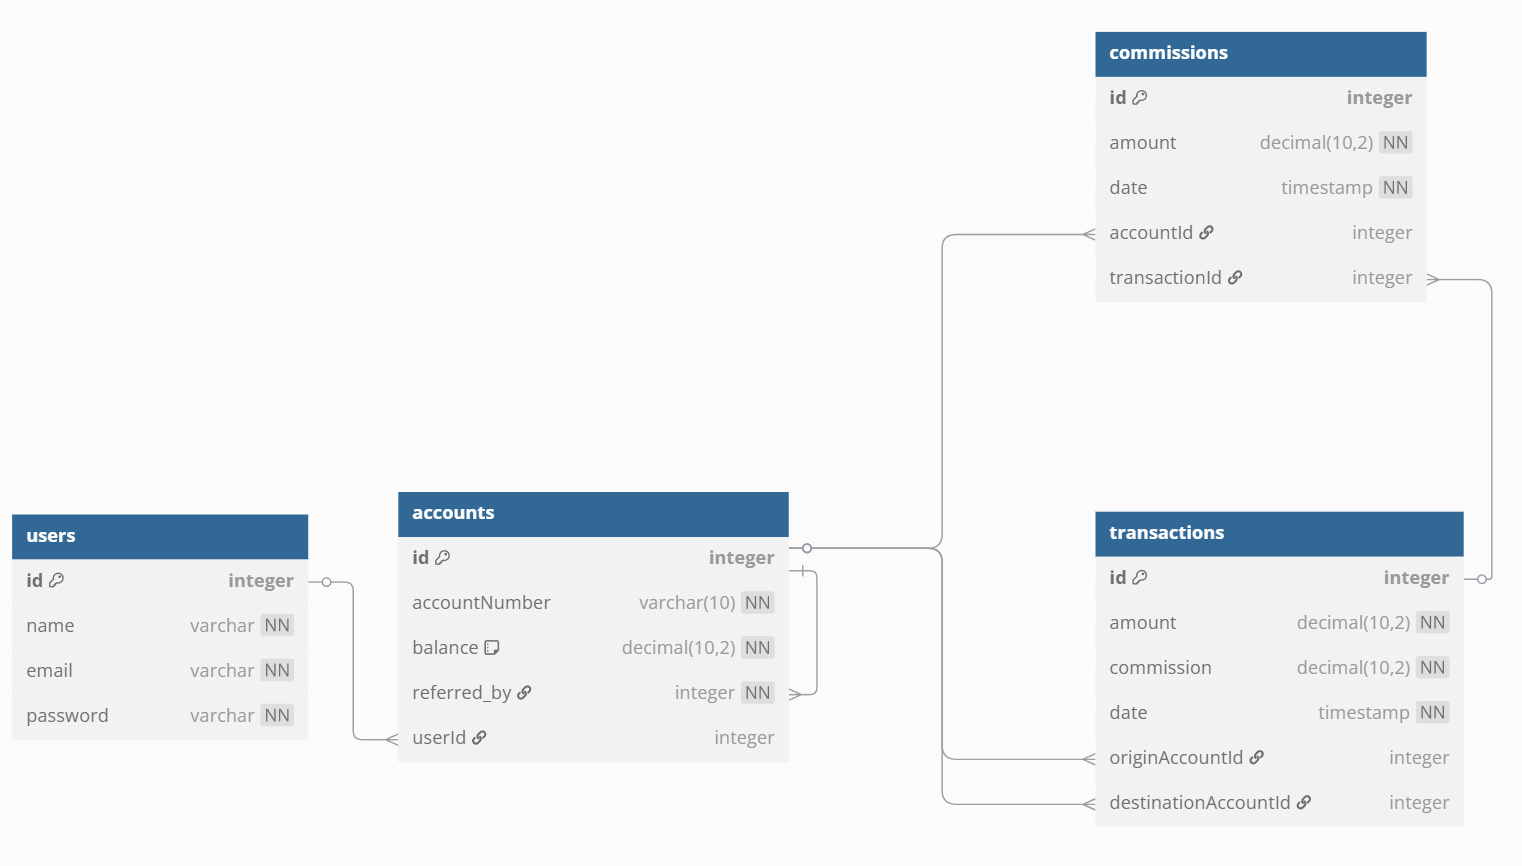 commissions
id integer
amount decimal(10,2) NN
date timestamp NN
accountId integer
transactionId integer
users
id integer
name varchar NN
email varchar NN
password varchar NN
accounts
id integer
accountNumber varchar(10) NN
balance decimal(10,2) NN
referred_by integer NN
userId integer
transactions
id integer
amount decimal(10,2) NN
commission decimal(10,2) NN
date timestamp NN
originAccountId integer
destinationAccountId integer